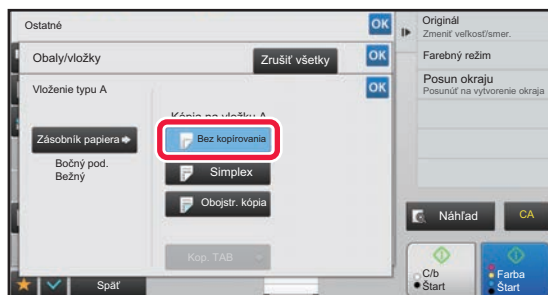 Ostatné
OK
Obaly/vložky
Zrušiť všetky
OK
Vloženie typu A
OK
Kópia na vložku A
Zásobník papiera
Bočný pod.
Bežný
Bez kopírovania
Simplex
Obojstr. kópia
Kop. TAB
Späť
Originál
Zmeniť veľkosť/smer.
Farebný režim
Posun okraju
Posunúť na vytvorenie okraja
Náhľad
CA
C/b
Štart
Farba
Štart